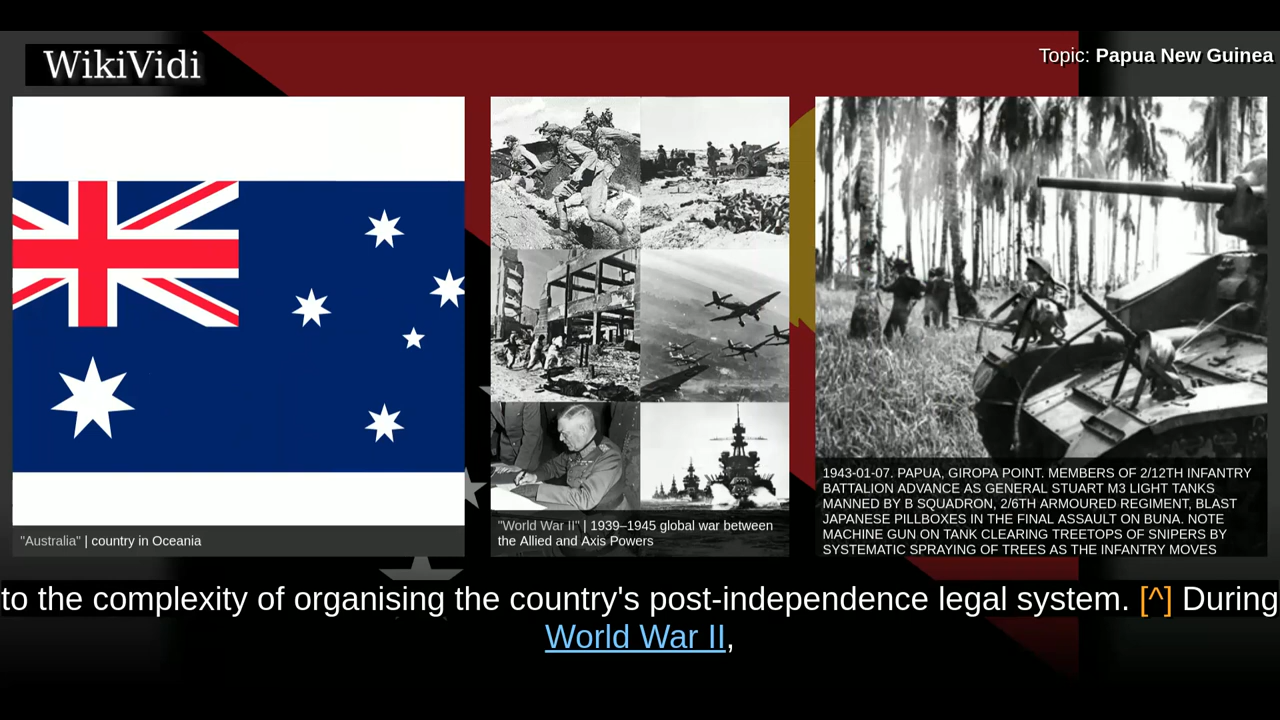 WikiVidi
Topic: Papua New Guinea
"Australia" | country in Oceania
"World War II" | 1939–1945 global war between
the Allied and Axis Powers
1943-01-07. PAPUA, GIROPA POINT. MEMBERS OF 2/12TH INFANTRY
BATTALION ADVANCE AS GENERAL STUART M3 LIGHT TANKS
MANNED BY B SQUADRON, 2/6TH ARMOURED REGIMENT, BLAST
JAPANESE PILLBOXES IN THE FINAL ASSAULT ON BUNA. NOTE
MACHINE GUN ON TANK CLEARING TREETOPS OF SNIPERS BY
SYSTEMATIC SPRAYING OF TREES AS THE INFANTRY MOVES
to the complexity of organising the country's post-independence legal system. [^] During
World War II,